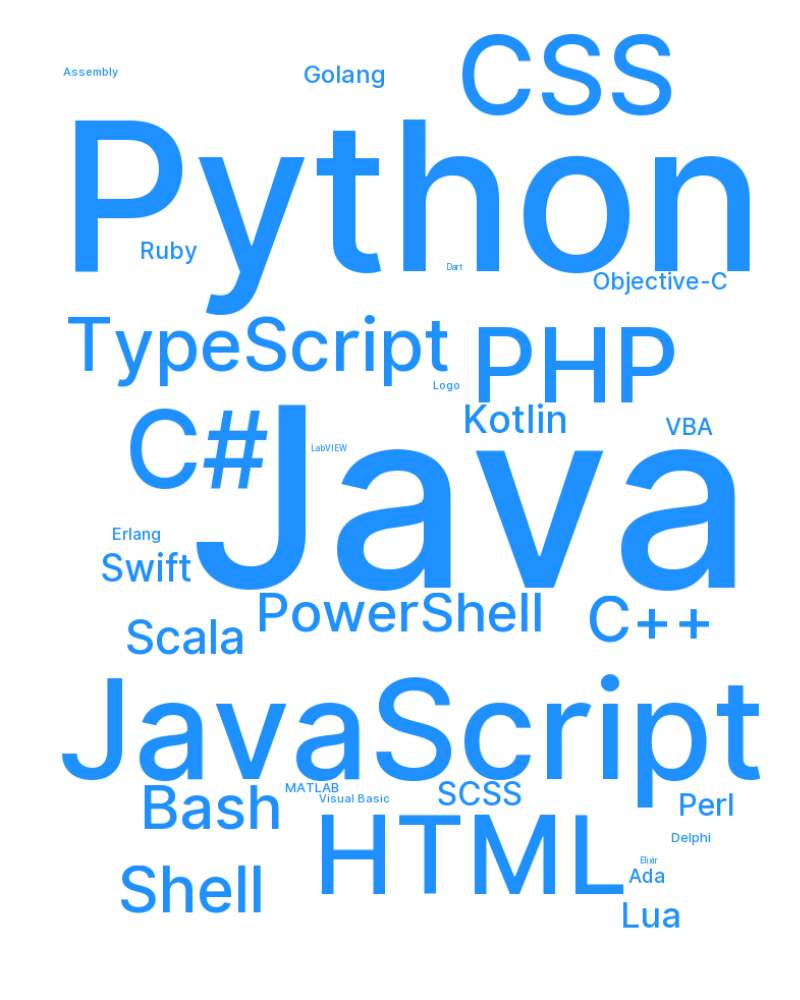 CSS
Assembly
Golang
Python
Ruby
Dart
Objective-C
TypeScript
PHP
Logo
Kotlin
VBA
C#
LabVIEW
Java
Erlang
Swift
PowerShell
C++
Scala
JavaScript
MATLAB
SCSS
Visual Basic
Bash
Perl
HTML
Delphi
Elixir
Ada
Shell
Lua